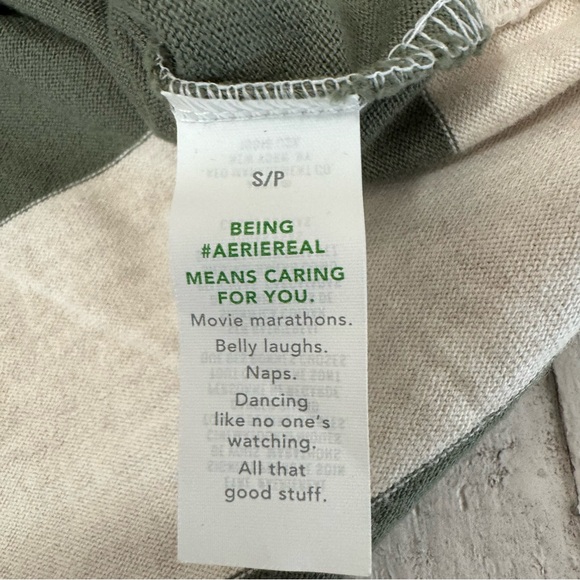 S/P
BEING
#AERIEREAL
MEANS CARING
FOR YOU.
Movie marathons.
Belly laughs.
Naps.
Dancing
like no one's
watching.
All that
good stuff.